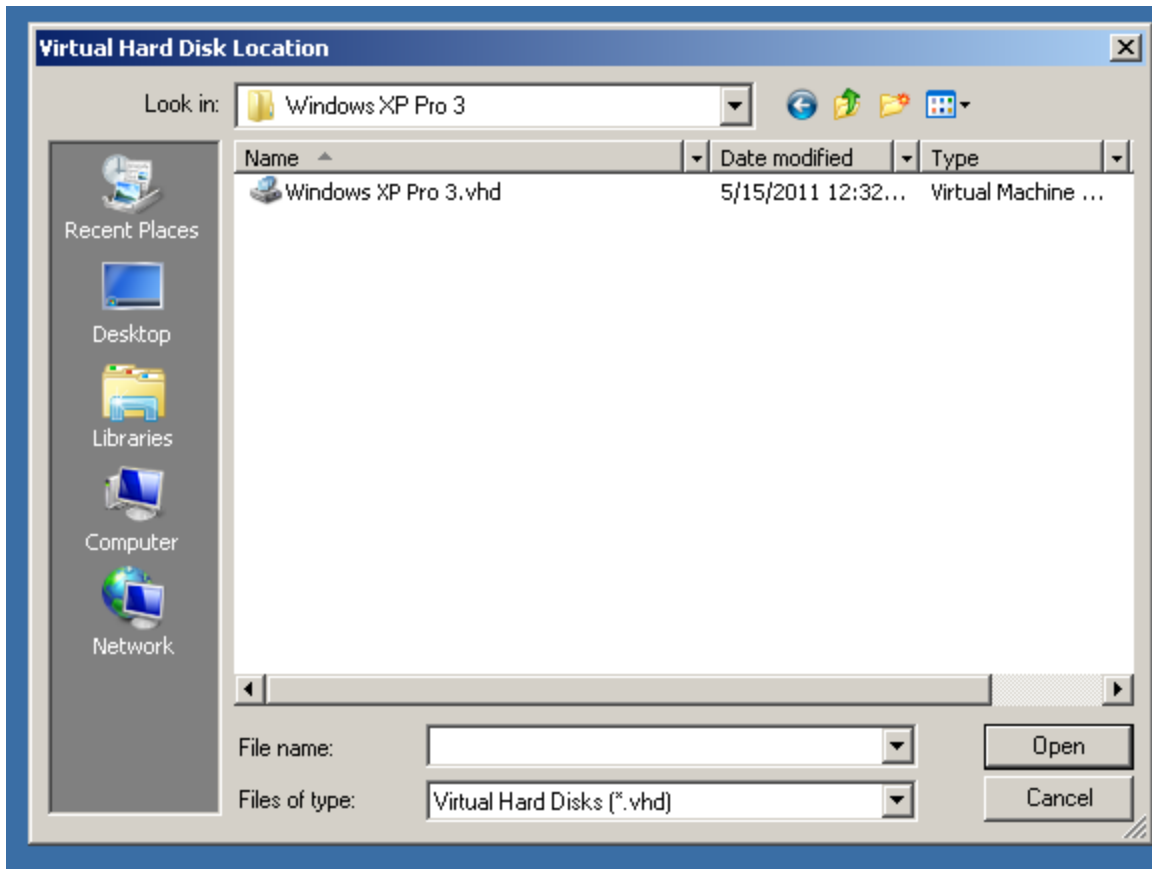 Virtual Hard Disk Location
Look in: Windows XP Pro 3
Name Date modified Type
Windows XP Pro 3.vhd 5/15/2011 12:32... Virtual Machine ...
Recent Places
Desktop
Libraries
Computer
Network
File name: Open
Files of type: Virtual Hard Disks (*.vhd) Cancel